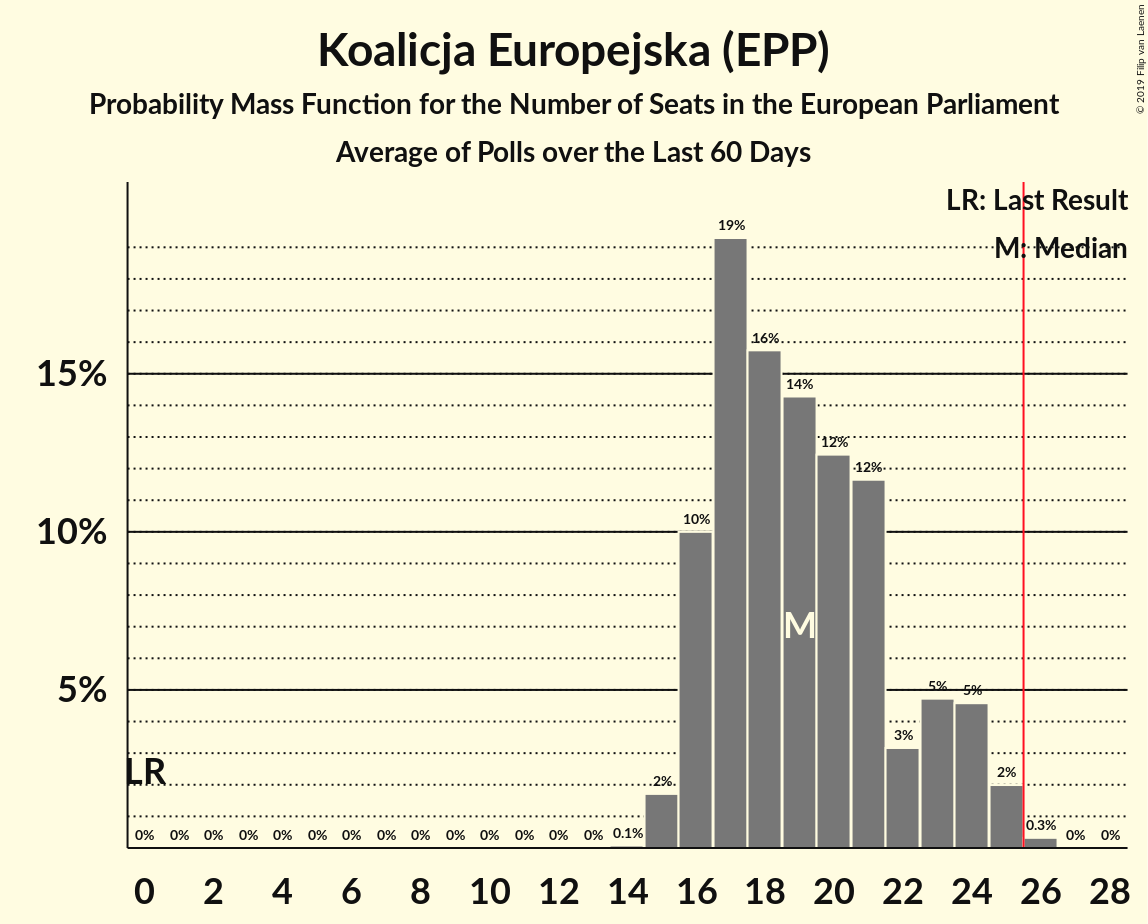 Koalicja Europejska (EPP)
Probability Mass Function for the Number of Seats in the European Parliament
Average of Polls over the Last 60 Days
© 2019 Filip van Laenen
LR: Last Result
M: Median
19%
16%
15%
14%
12%
12%
10%
10%
M
5%
5%
5%
3%
LR
2%
2%
0% 0% 0% 0% 0% 0% 0% 0% 0% 0% 0% 0% 0% 0% 0.1% 0.3% 0% 0%
0 2 4 6 8 10 12 14 16 18 20 22 24 26 28